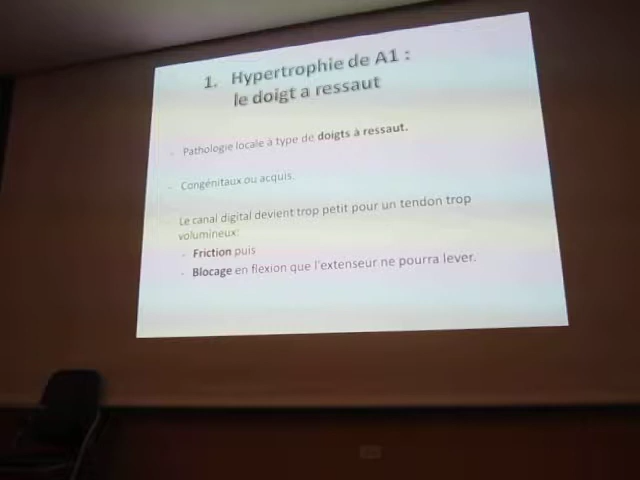 1. Hypertrophie de A1 :
le doigt a ressaut
- Pathologie locale à type de doigts à ressaut.
- Congénitaux ou acquis.
Le canal digital devient trop petit pour un tendon trop
volumineux:
- Friction puis
- Blocage en flexion que l'extenseur ne pourra lever.